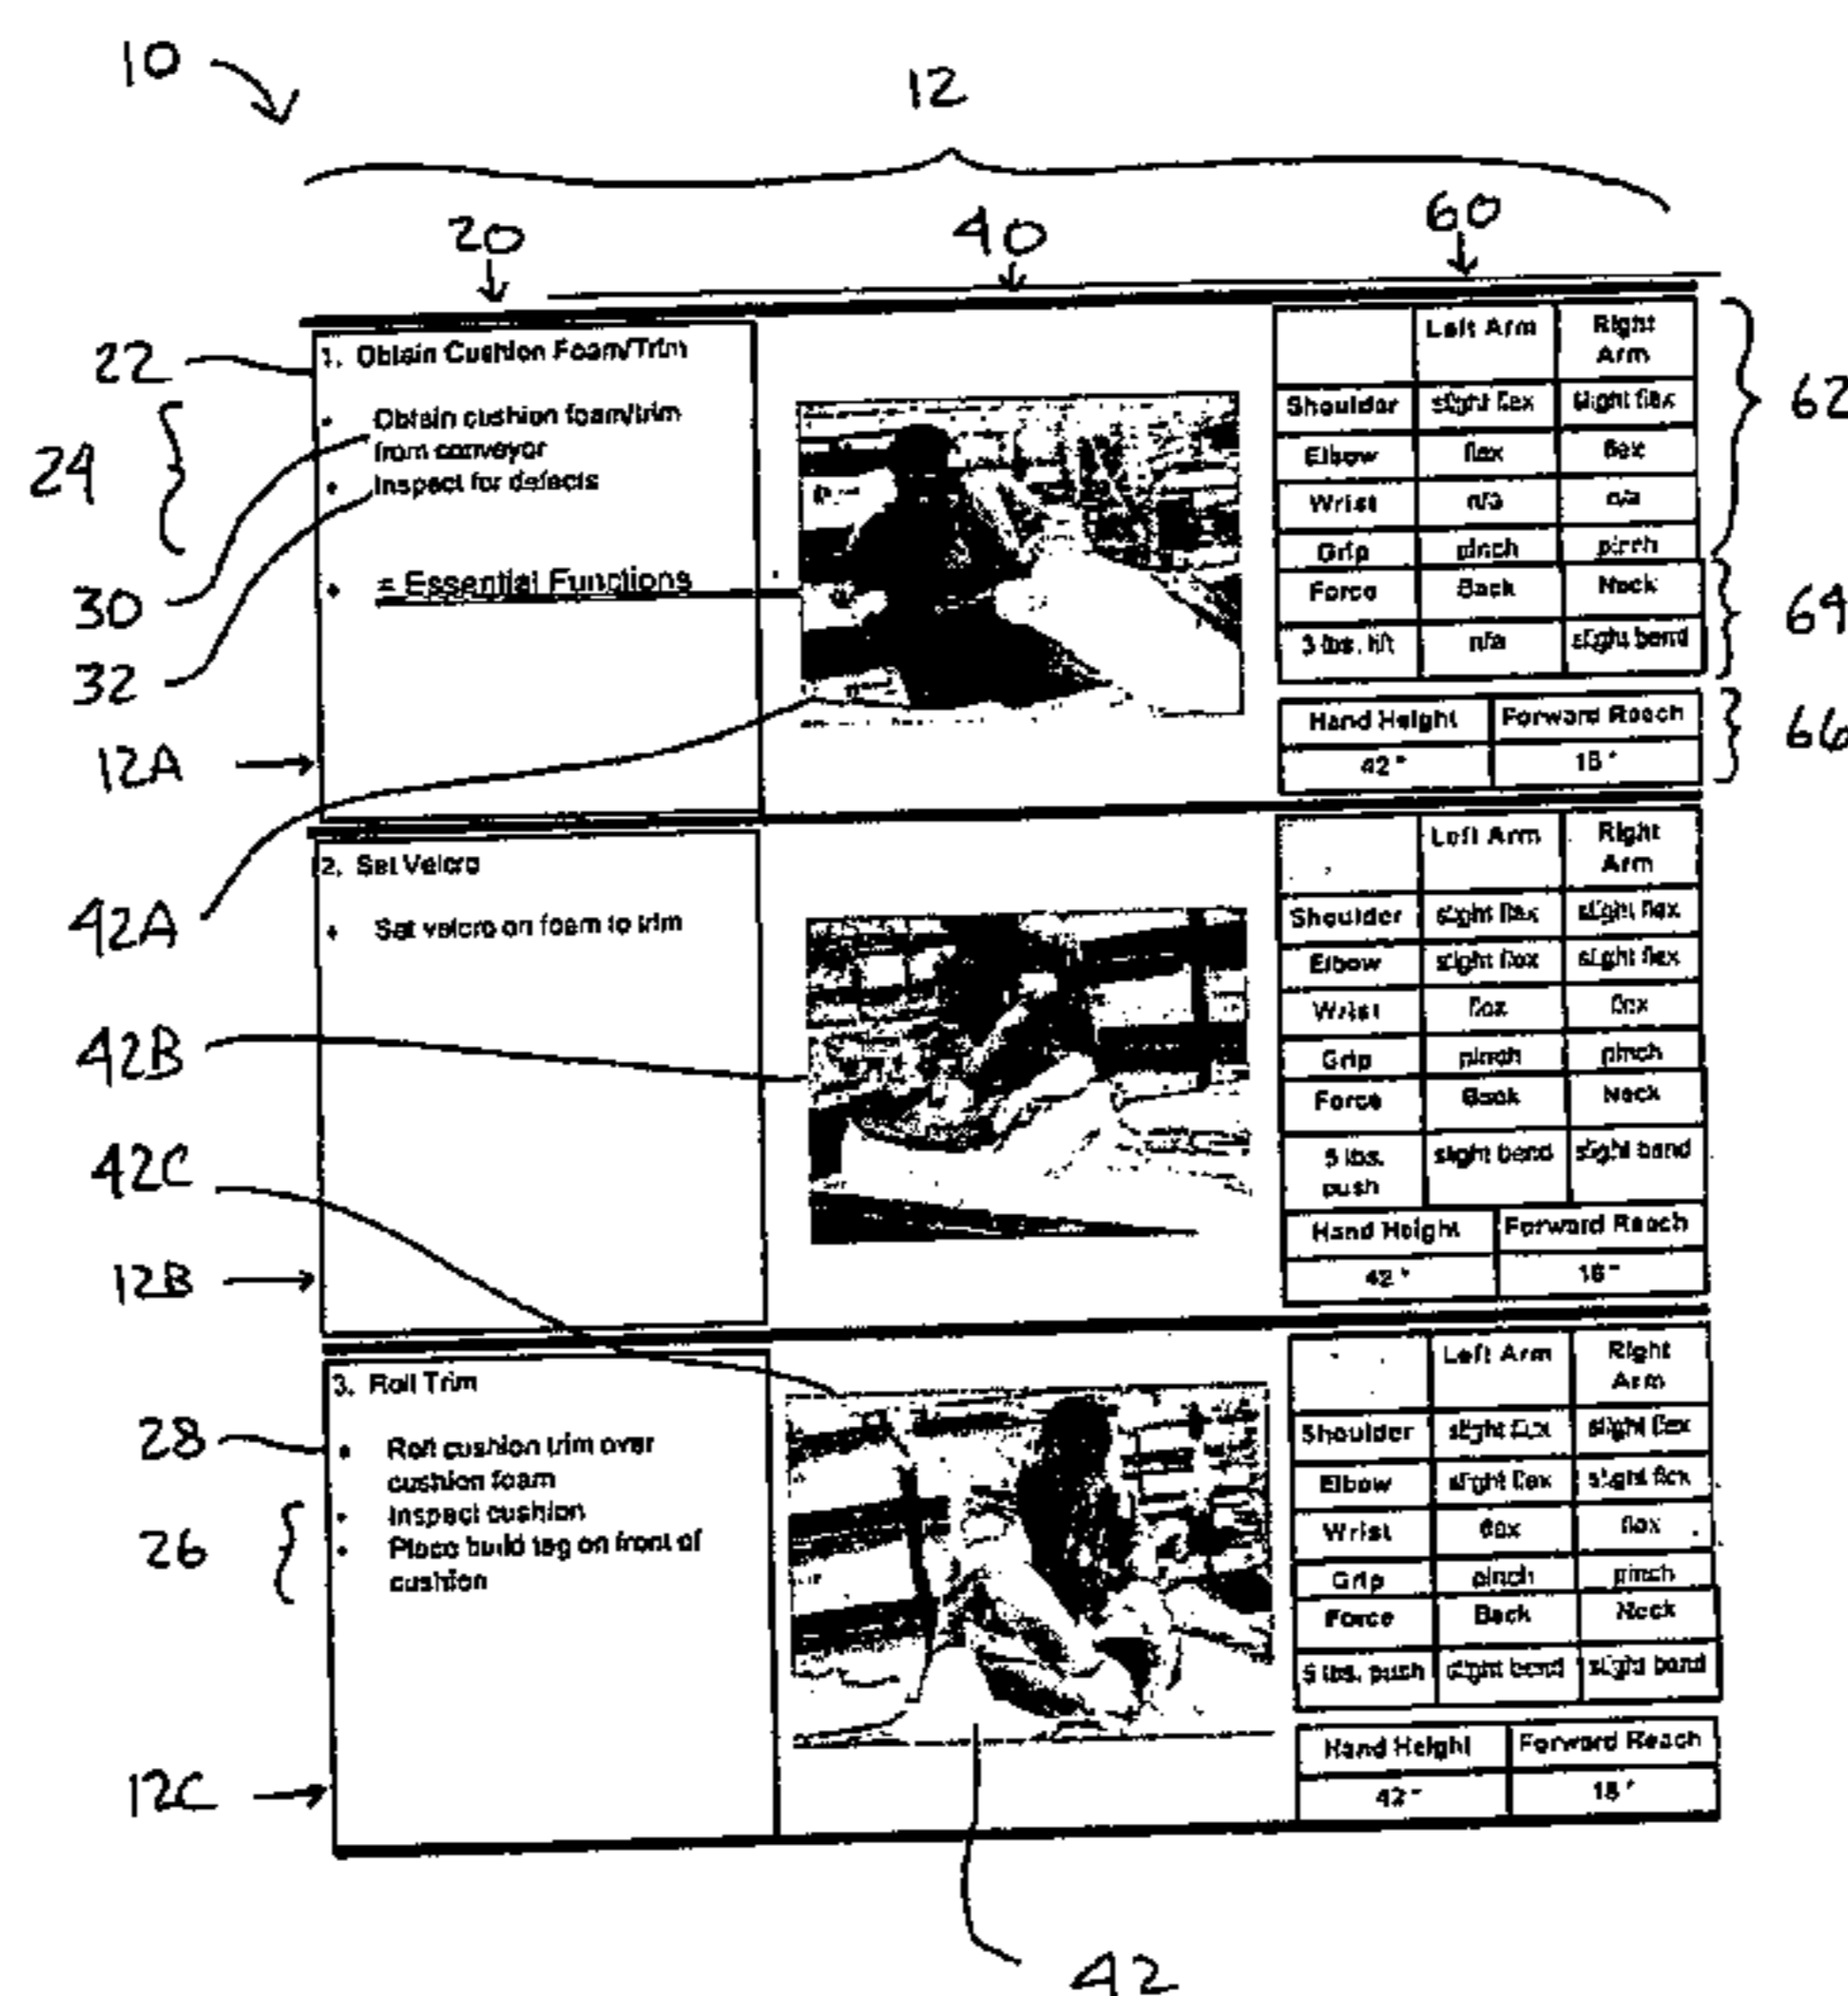 10
12
20 40 60
22
24
30
32
12A
42A
1. Obtain Cushion Foam/Trim
• Obtain cushion foam/trim
from conveyor
• Inspect for defects
• = Essential Functions
Left Arm Right
Arm
Shoulder slight flex slight flex
Elbow flex flex
Wrist n/a n/a
Grip pinch pinch
Force Back Neck
3 lbs. lift n/a slight bend
Hand Height Forward Reach
42" 18"
62
64
66
42B
42C
12B
2. Set Velcro
• Set velcro on foam to trim
Left Arm Right
Arm
Shoulder slight flex slight flex
Elbow slight flex slight flex
Wrist flex flex
Grip pinch pinch
Force Back Neck
5 lbs.
push slight bend slight bend
Hand Height Forward Reach
42" 18"
28
26
12C
3. Roll Trim
• Roll cushion trim over
cushion foam
• Inspect cushion
• Place build tag on front of
cushion
Left Arm Right
Arm
Shoulder slight flex slight flex
Elbow slight flex slight flex
Wrist flex flex
Grip pinch pinch
Force Back Neck
5 lbs. push slight bend slight bend
Hand Height Forward Reach
42" 18"
42